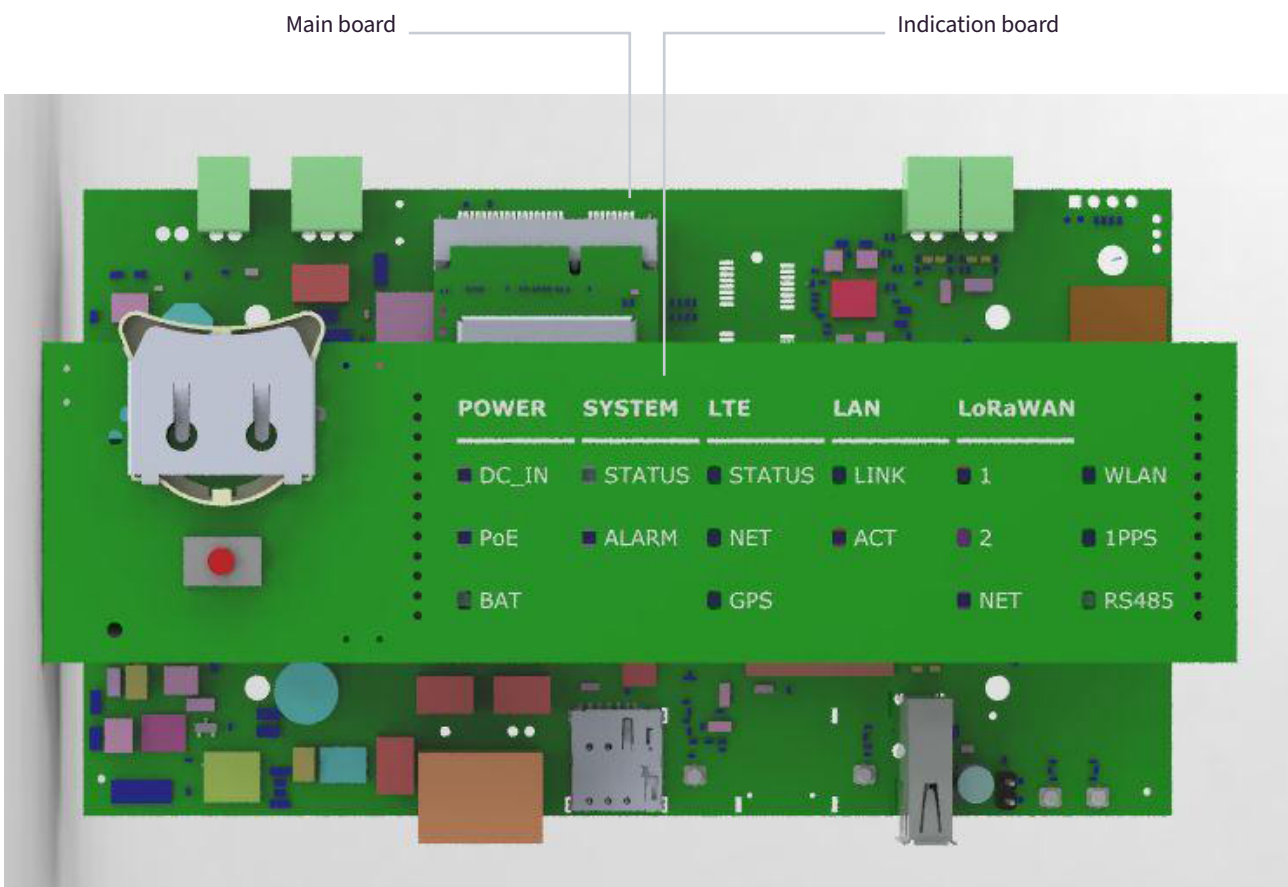 Main board Indication board
POWER SYSTEM LTE LAN LoRaWAN
DC_IN STATUS STATUS LINK 1 WLAN
PoE ALARM NET ACT 2 1PPS
BAT GPS NET RS485